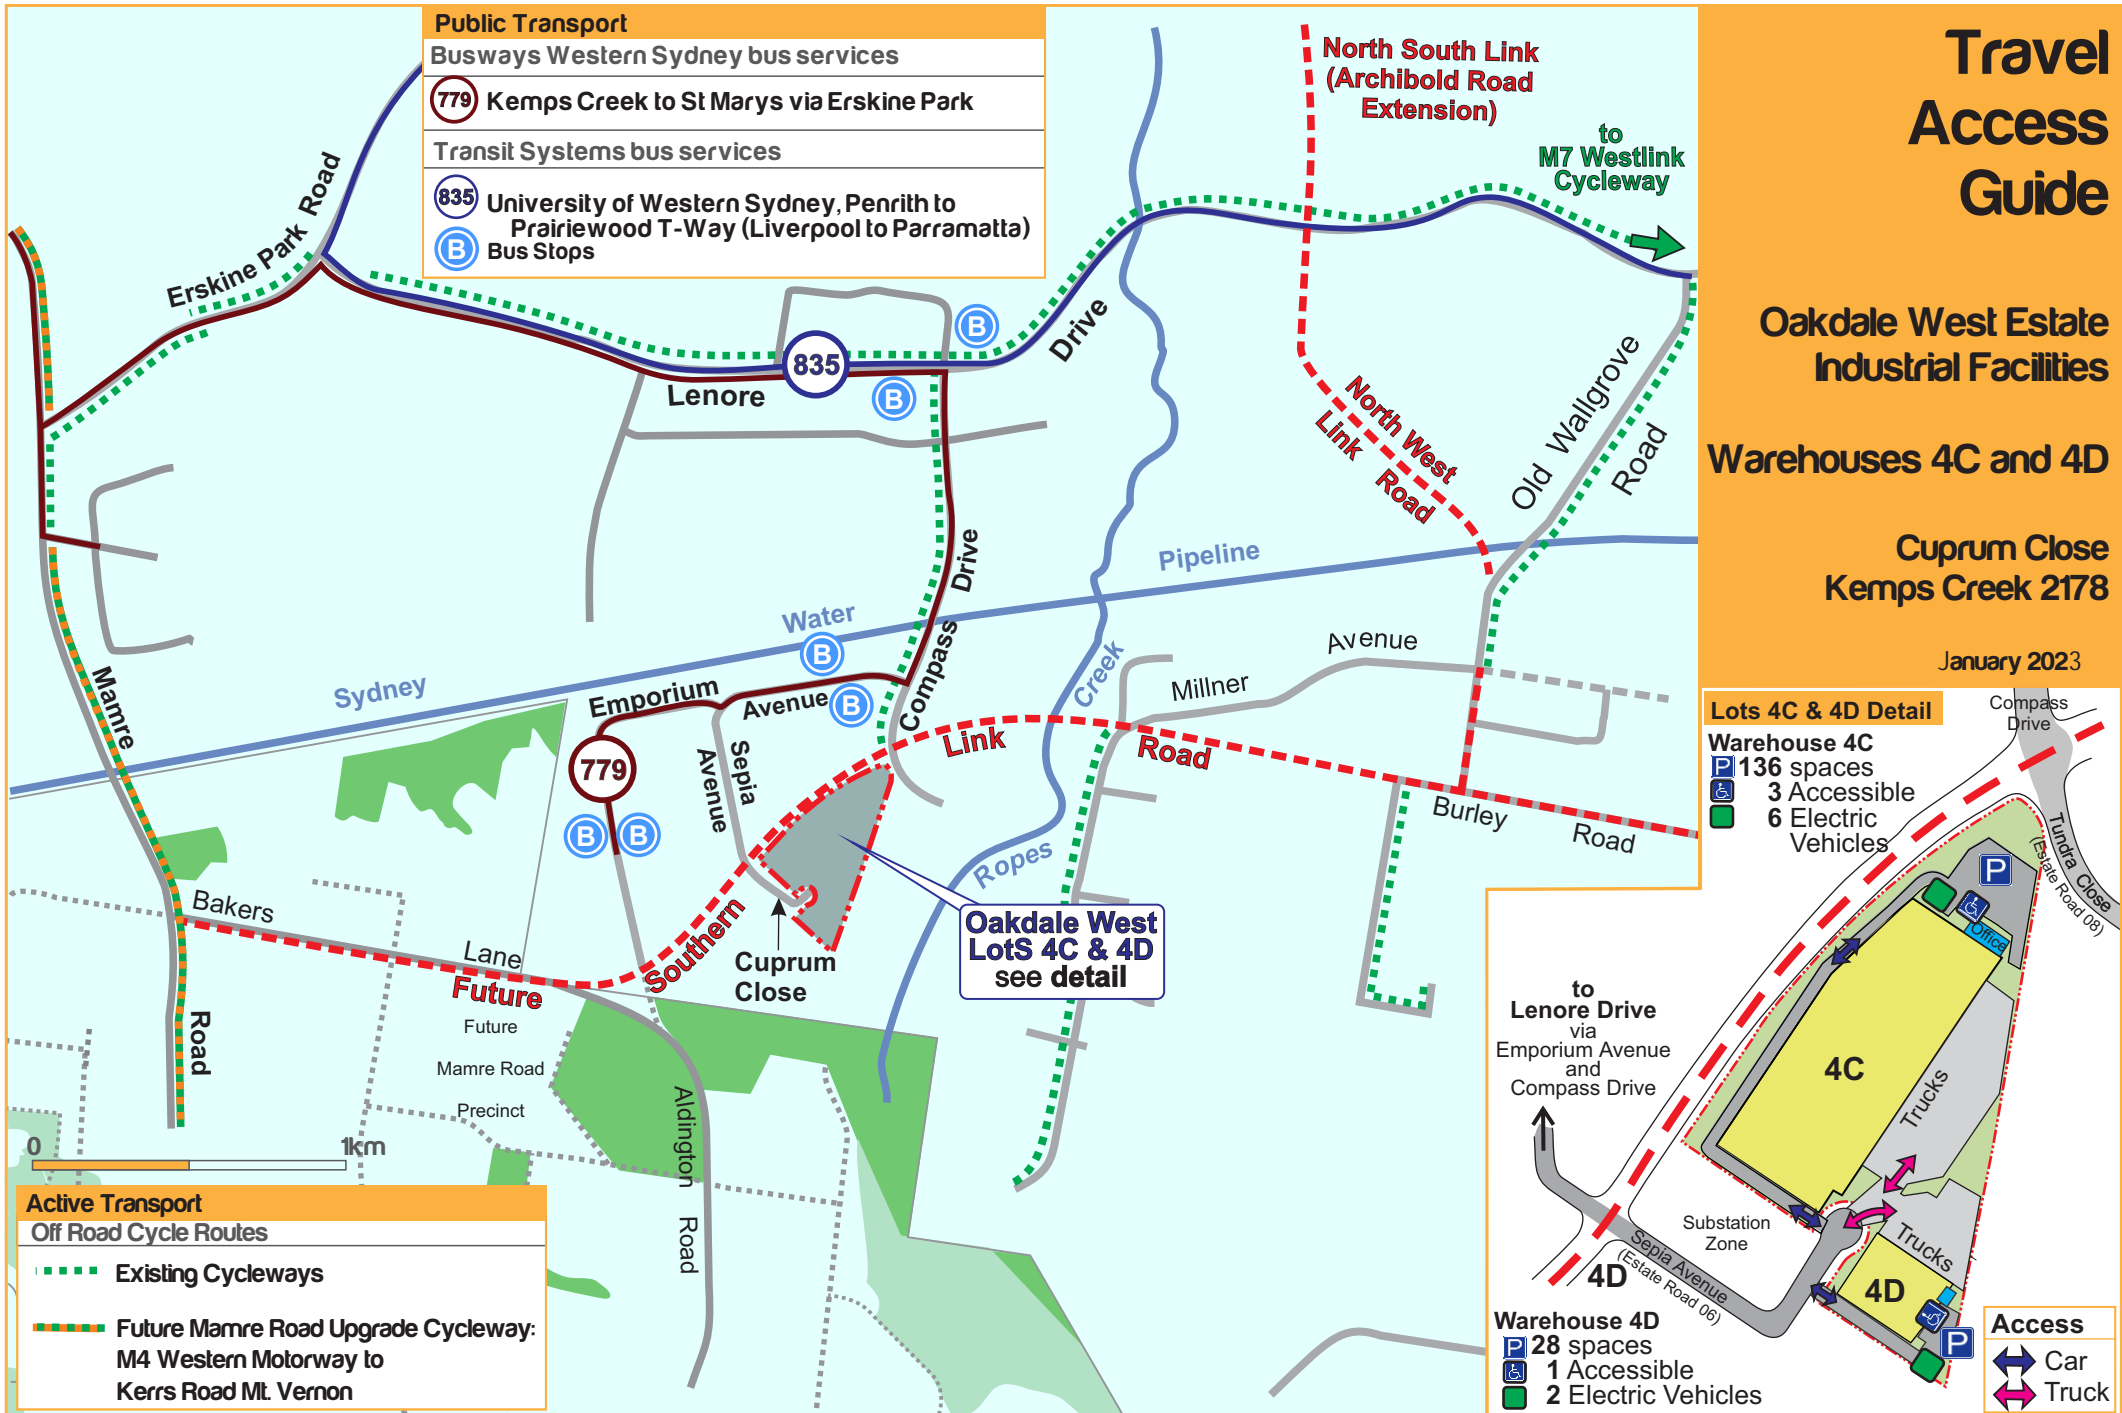 Public Transport
Busways Western Sydney bus services
779 Kemps Creek to St Marys via Erskine Park
Transit Systems bus services
835 University of Western Sydney, Penrith to
Prairiewood T-Way (Liverpool to Parramatta)
B Bus Stops
Travel
Access
Guide
Oakdale West Estate
Industrial Facilities
Warehouses 4C and 4D
Cuprum Close
Kemps Creek 2178
January 2023
North South Link
(Archibold Road
Extension)
to
M7 Westlink
Cycleway
Erskine Park Road
Lenore
Drive
835
B
B
North West
Link Road
Old Wallgrove
Road
Pipeline
Water
Sydney
B
B
Compass
Drive
Emporium
Avenue
779
B
B
Sepia
Avenue
Creek
Ropes
Millner
Avenue
Link
Road
Burley
Road
Mamre
Road
Bakers
Lane
Future
Southern
Cuprum
Close
Oakdale West
LotS 4C & 4D
see detail
Future
Mamre Road
Precinct
Aldington
Road
0
1km
Active Transport
Off Road Cycle Routes
Existing Cycleways
Future Mamre Road Upgrade Cycleway:
M4 Western Motorway to
Kerrs Road Mt. Vernon
Lots 4C & 4D Detail
Warehouse 4C
P 136 spaces
3 Accessible
6 Electric
Vehicles
Compass
Drive
Tundra Close
(Estate Road 08)
P
Office
4C
Trucks
to
Lenore Drive
via
Emporium Avenue
and
Compass Drive
Substation
Zone
Sepia Avenue
(Estate Road 06)
Trucks
4D
4D
P
Warehouse 4D
P 28 spaces
1 Accessible
2 Electric Vehicles
Access
Car
Truck